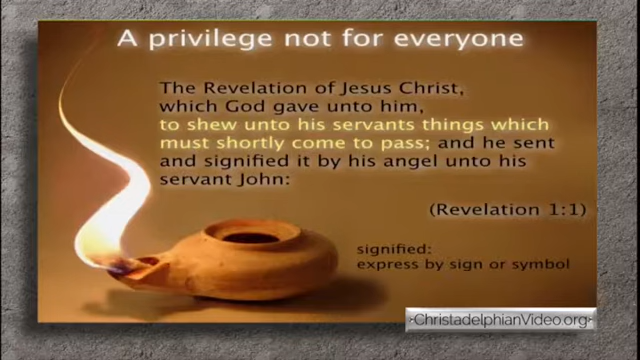 A privilege not for everyone
The Revelation of Jesus Christ,
which God gave unto him,
to shew unto his servants things which
must shortly come to pass; and he sent
and signified it by his angel unto his
servant John:
(Revelation 1:1)
signified:
express by sign or symbol
ChristadelphianVideo.org